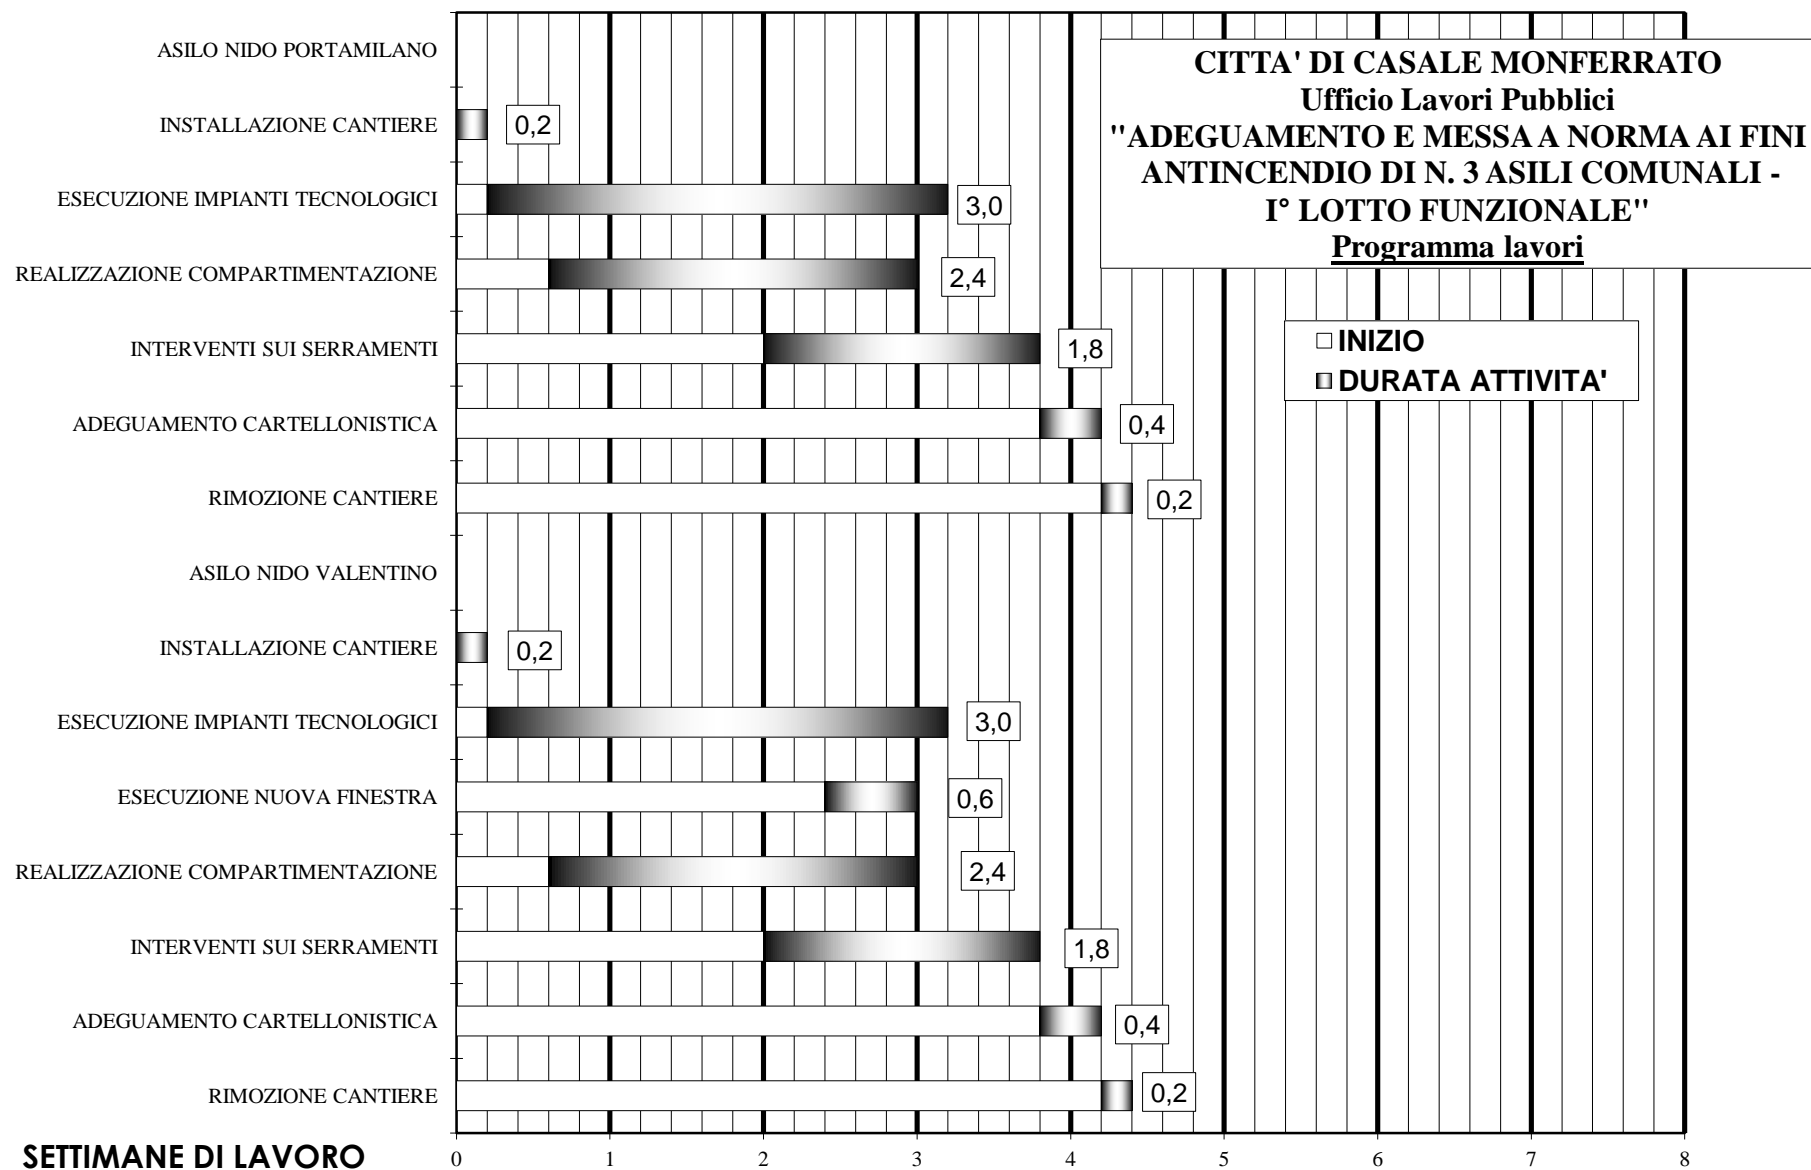 CITTA' DI CASALE MONFERRATO
Ufficio Lavori Pubblici
"ADEGUAMENTO E MESSA A NORMA AI FINI
ANTINCENDIO DI N. 3 ASILI COMUNALI -
I° LOTTO FUNZIONALE"
Programma lavori
INIZIO
DURATA ATTIVITA'
ASILO NIDO PORTAMILANO
INSTALLAZIONE CANTIERE 0,2
ESECUZIONE IMPIANTI TECNOLOGICI 3,0
REALIZZAZIONE COMPARTIMENTAZIONE 2,4
INTERVENTI SUI SERRAMENTI 1,8
ADEGUAMENTO CARTELLONISTICA 0,4
RIMOZIONE CANTIERE 0,2
ASILO NIDO VALENTINO
INSTALLAZIONE CANTIERE 0,2
ESECUZIONE IMPIANTI TECNOLOGICI 3,0
ESECUZIONE NUOVA FINESTRA 0,6
REALIZZAZIONE COMPARTIMENTAZIONE 2,4
INTERVENTI SUI SERRAMENTI 1,8
ADEGUAMENTO CARTELLONISTICA 0,4
RIMOZIONE CANTIERE 0,2
SETTIMANE DI LAVORO 0 1 2 3 4 5 6 7 8